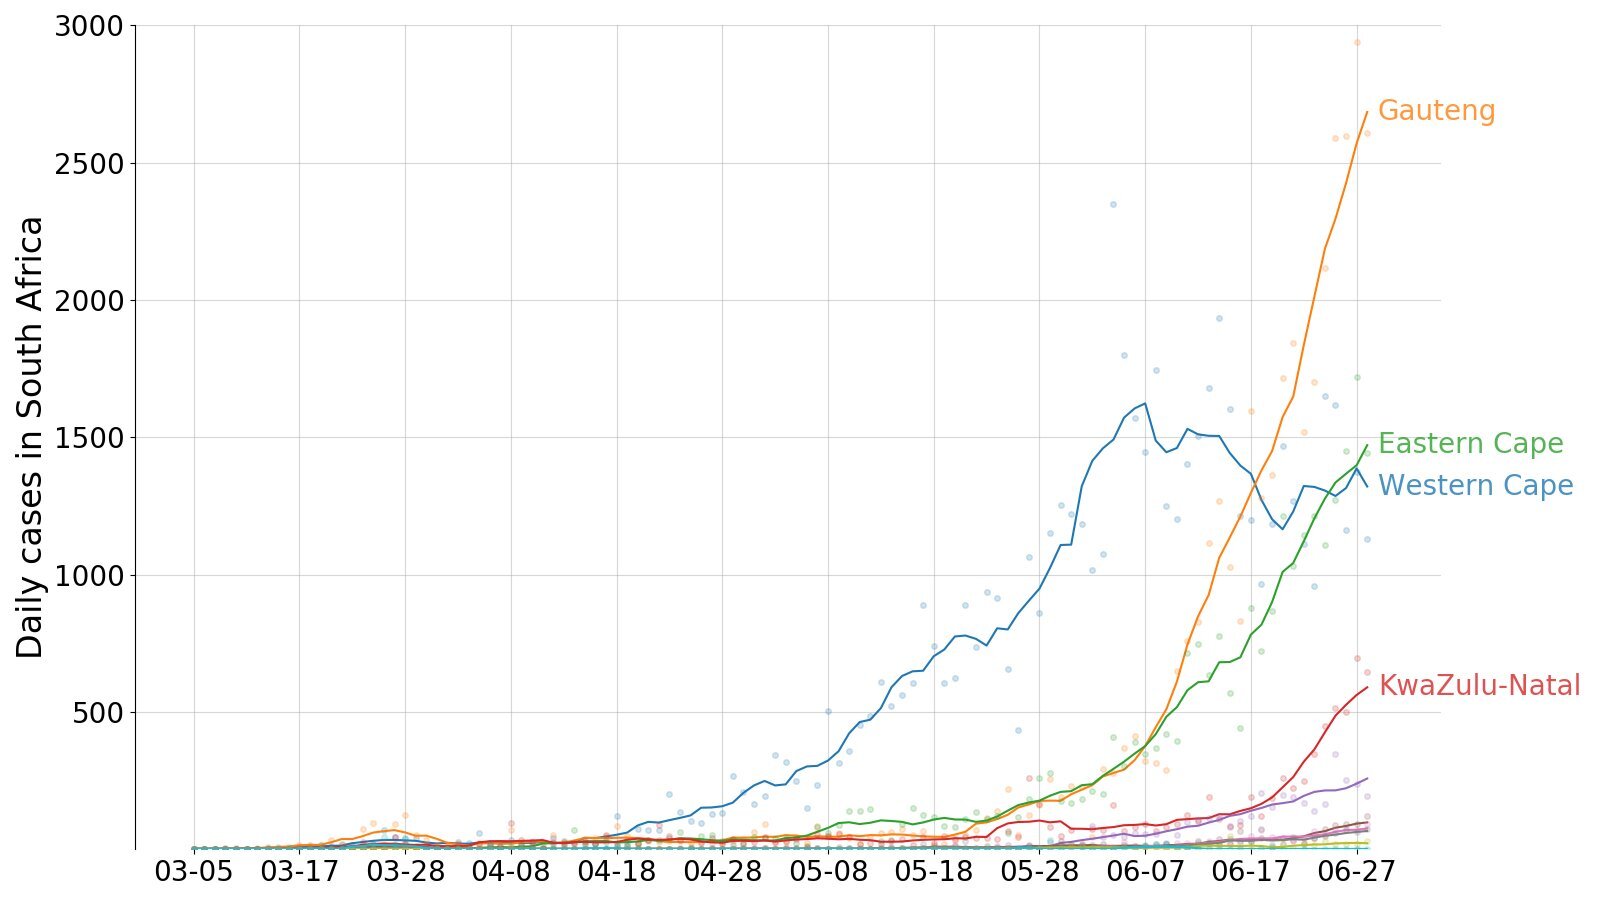 Daily cases in South Africa
3000
2500
2000
1500
1000
500
Gauteng
Eastern Cape
Western Cape
KwaZulu-Natal
03-05 03-17 03-28 04-08 04-18 04-28 05-08 05-18 05-28 06-07 06-17 06-27